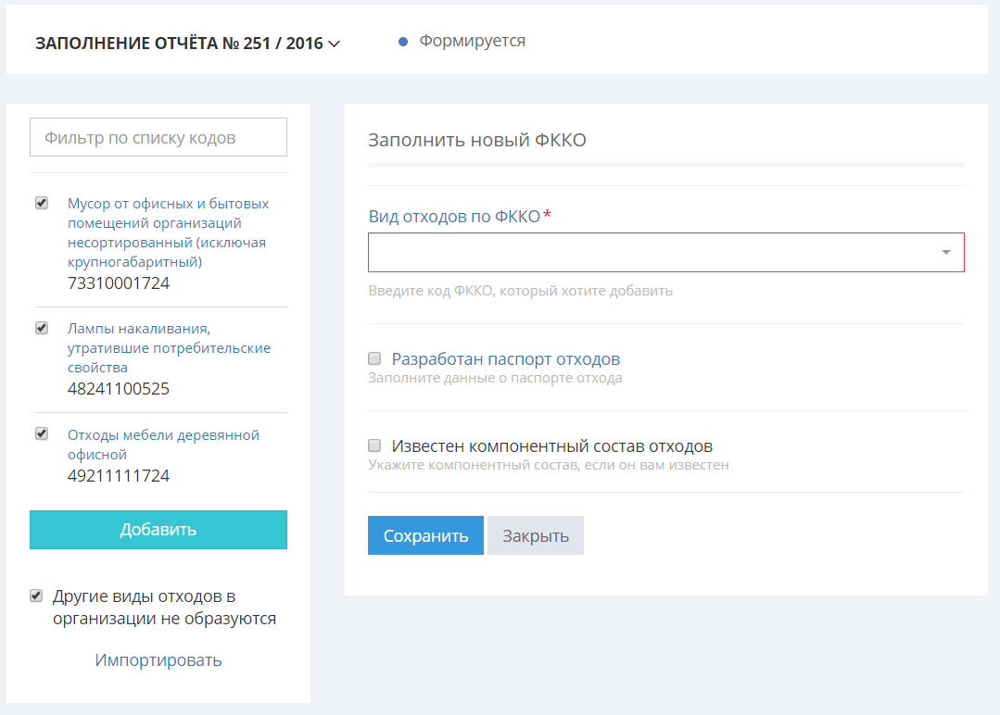 ЗАПОЛНЕНИЕ ОТЧЁТА № 251 / 2016
Формируется
Фильтр по списку кодов
Мусор от офисных и бытовых
помещений организаций
несортированный (исключая
крупногабаритный)
73310001724
Лампы накаливания,
утратившие потребительские
свойства
48241100525
Отходы мебели деревянной
офисной
49211111724
Добавить
Другие виды отходов в
организации не образуются
Импортировать
Заполнить новый ФККО
Вид отходов по ФККО*
Введите код ФККО, который хотите добавить
Разработан паспорт отходов
Заполните данные о паспорте отхода
Известен компонентный состав отходов
Укажите компонентный состав, если он вам известен
Сохранить
Закрыть